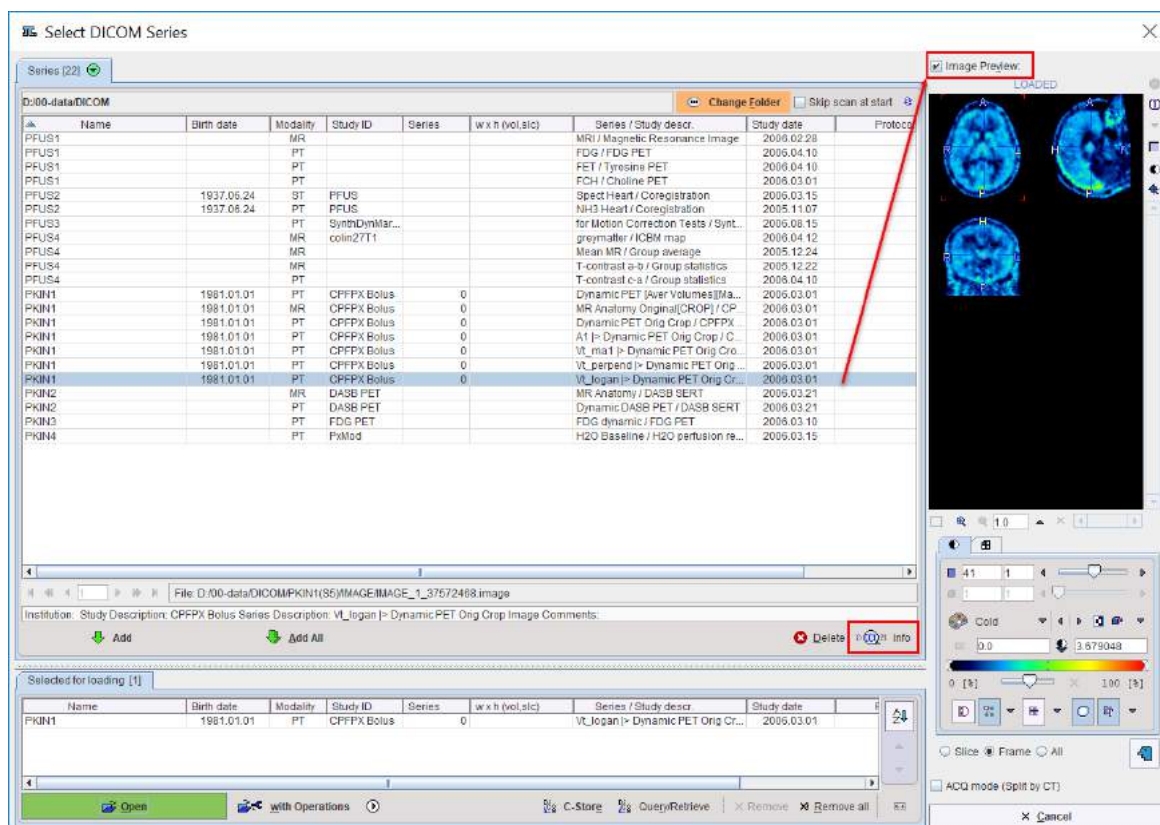 Select DICOM Series
Series [22]
Image Preview:
LOADED
D:/00-data/DICOM Change Folder Skip scan at start
Name Birth date Modality Study ID Series w x h (vol,slc) Series / Study descr. Study date Protoco
PFUS1 MR MRI / Magnetic Resonance Image 2006.02.28
PFUS1 PT FDG / FDG PET 2006.04.10
PFUS1 PT FET / Tyrosine PET 2006.04.10
PFUS1 PT FCH / Choline PET 2006.03.01
PFUS2 1937.06.24 ST PFUS Spect Heart / Coregistration 2006.03.15
PFUS2 1937.06.24 PT PFUS NH3 Heart / Coregistration 2005.11.07
PFUS3 PT SynthDynMar... for Motion Correction Tests / Synt... 2006.08.15
PFUS4 MR colin27T1 greymatter / ICBM map 2006.04.12
PFUS4 MR Mean MR / Group average 2005.12.24
PFUS4 MR T-contrast a-b / Group statistics 2005.12.22
PFUS4 PT T-contrast c-a / Group statistics 2006.04.10
PKIN1 1981.01.01 PT CPFPX Bolus 0 Dynamic PET [Aver Volumes][Ma... 2006.03.01
PKIN1 1981.01.01 MR CPFPX Bolus 0 MR Anatomy Original[CROP] / CP... 2006.03.01
PKIN1 1981.01.01 PT CPFPX Bolus 0 Dynamic PET Orig Crop / CPFPX ... 2006.03.01
PKIN1 1981.01.01 PT CPFPX Bolus 0 A1 |> Dynamic PET Orig Crop / C... 2006.03.01
PKIN1 1981.01.01 PT CPFPX Bolus 0 Vt_ma1 |> Dynamic PET Orig Cro... 2006.03.01
PKIN1 1981.01.01 PT CPFPX Bolus 0 Vt_perpend |> Dynamic PET Orig ... 2006.03.01
PKIN1 1981.01.01 PT CPFPX Bolus 0 Vt_logan |> Dynamic PET Orig Cr... 2006.03.01
PKIN2 MR DASB PET MR Anatomy / DASB SERT 2006.03.21
PKIN2 PT DASB PET Dynamic DASB PET / DASB SERT 2006.03.21
PKIN3 PT FDG PET FDG dynamic / FDG PET 2006.03.10
PKIN4 PT PxMod H2O Baseline / H2O perfusion re... 2006.03.15
A A
R L H
P P
H
R L
F
1.0
1 File: D:/00-data/DICOM/PKIN1(S5)/IMAGE/IMAGE_1_37572468.image
Institution: Study Description: CPFPX Bolus Series Description: Vt_logan |> Dynamic PET Orig Crop Image Comments:
Add Add All Delete Info
41 1
1 1
Cold
0.0 3.679048
0 [%] 100 [%]
Selected for loading [1]
Name Birth date Modality Study ID Series w x h (vol,slc) Series / Study descr. Study date
PKIN1 1981.01.01 PT CPFPX Bolus 0 Vt_logan |> Dynamic PET Orig Cr... 2006.03.01
Slice Frame All
ACQ mode (Split by CT)
Open with Operations C-Store Query/Retrieve Remove Remove all
Cancel